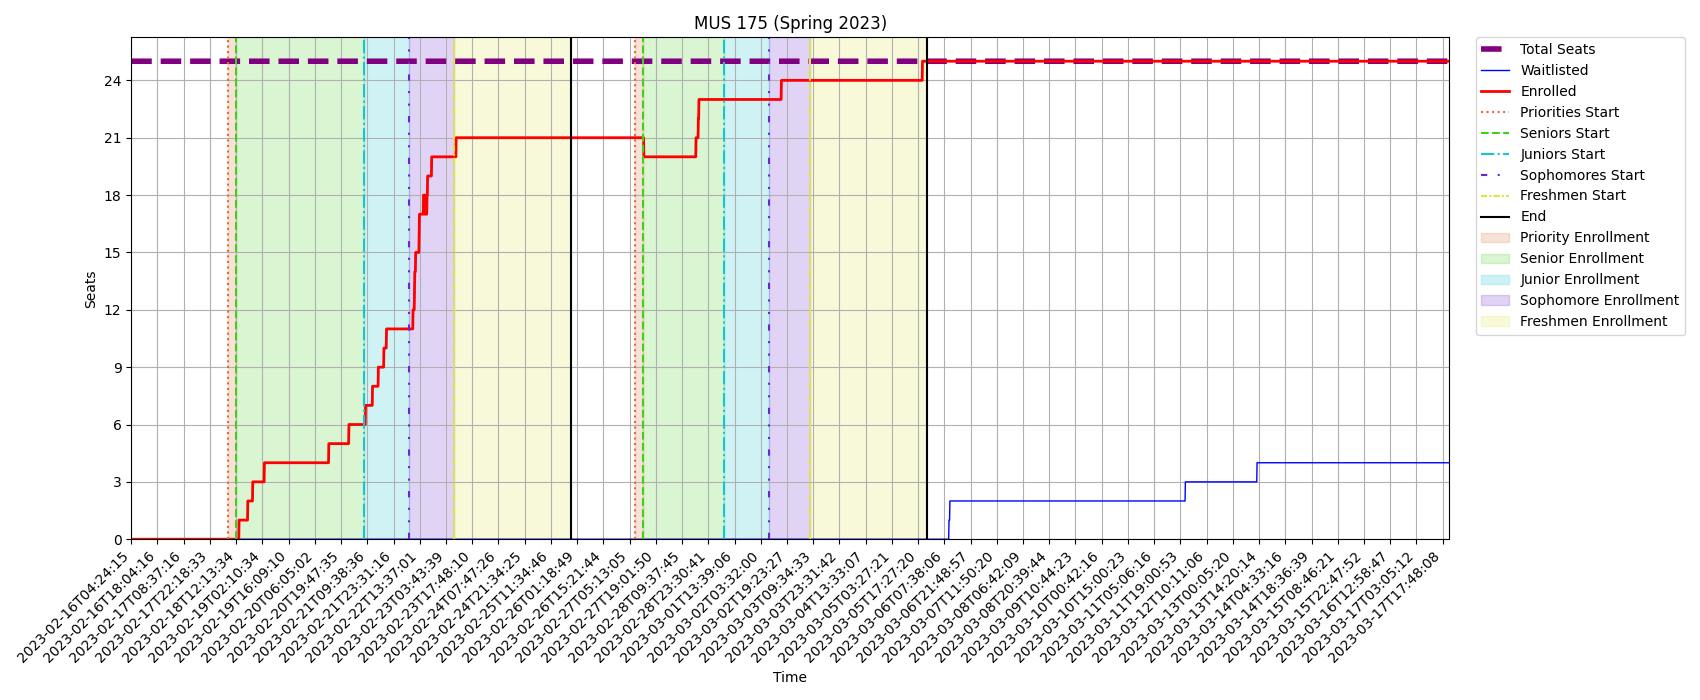 MUS 175 (Spring 2023)
Total Seats
Waitlisted
Enrolled
Priorities Start
Seniors Start
Juniors Start
Sophomores Start
Freshmen Start
End
Priority Enrollment
Senior Enrollment
Junior Enrollment
Sophomore Enrollment
Freshmen Enrollment
Seats
24
21
18
15
12
9
6
3
0
2023-02-16T04:24:15
2023-02-16T18:04:16
2023-02-17T08:37:16
2023-02-17T22:18:33
2023-02-18T12:13:34
2023-02-19T02:10:34
2023-02-19T16:09:10
2023-02-20T06:05:02
2023-02-20T19:47:35
2023-02-21T09:38:36
2023-02-21T23:31:16
2023-02-22T13:37:01
2023-02-23T03:43:39
2023-02-23T17:48:10
2023-02-24T07:47:26
2023-02-24T21:34:25
2023-02-25T11:34:46
2023-02-26T01:18:49
2023-02-26T15:21:44
2023-02-27T05:13:05
2023-02-27T19:01:50
2023-02-28T09:37:45
2023-02-28T23:30:41
2023-03-01T13:39:06
2023-03-02T03:32:00
2023-03-02T19:23:27
2023-03-03T09:34:33
2023-03-03T23:31:42
2023-03-04T13:33:07
2023-03-05T03:27:21
2023-03-05T17:27:20
2023-03-06T07:38:06
2023-03-06T21:48:57
2023-03-07T11:50:20
2023-03-08T06:42:09
2023-03-08T20:39:44
2023-03-09T10:44:23
2023-03-10T00:42:16
2023-03-10T15:00:23
2023-03-11T05:06:16
2023-03-11T19:00:53
2023-03-12T10:11:06
2023-03-13T00:05:20
2023-03-13T14:20:14
2023-03-14T04:33:16
2023-03-14T18:36:39
2023-03-15T08:46:21
2023-03-15T22:47:52
2023-03-16T12:58:47
2023-03-17T03:05:12
2023-03-17T17:48:08
Time